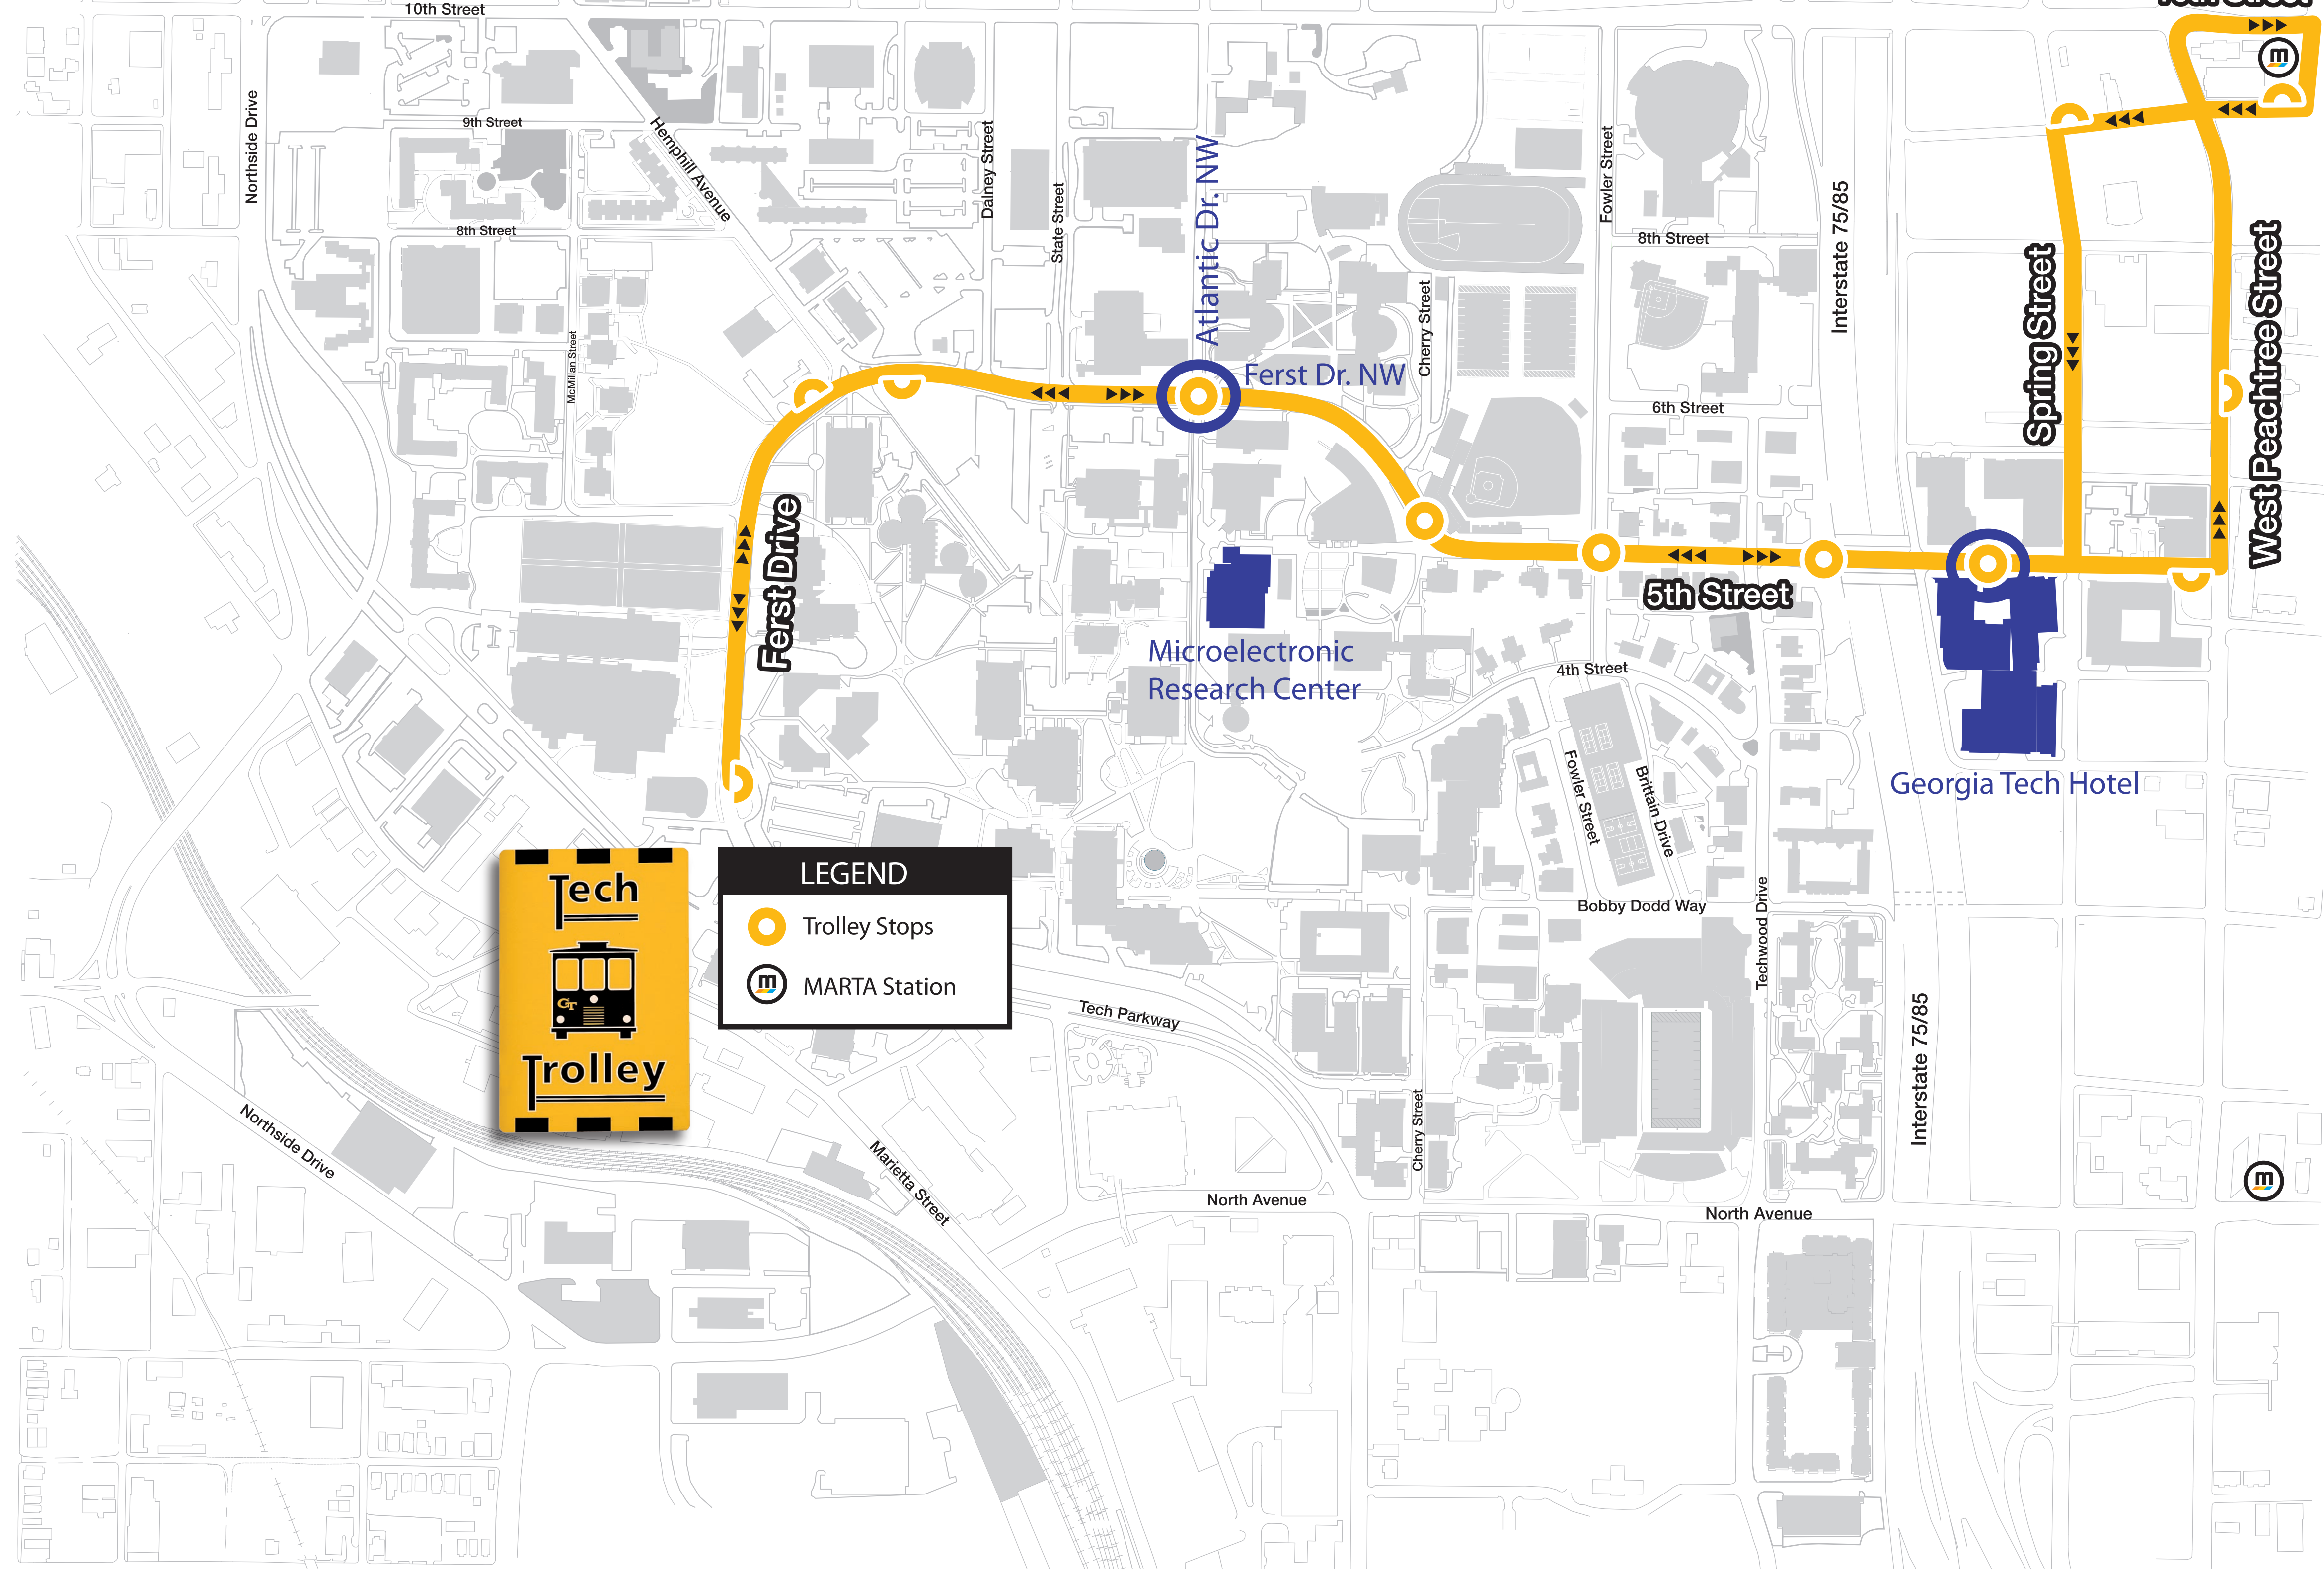 10th Street
Northside Drive
9th Street
Hemphill Avenue
8th Street
McMillan Street
Dalney Street
State Street
Atlantic Dr. NW
Ferst Dr. NW
Cherry Street
Fowler Street
8th Street
6th Street
Interstate 75/85
Spring Street
West Peachtree Street
m
Ferst Drive
5th Street
Microelectronic
Research Center
4th Street
Fowler Street
Brittain Drive
Georgia Tech Hotel
Bobby Dodd Way
Techwood Drive
Interstate 75/85
Tech
GT
Trolley
LEGEND
Trolley Stops
m
MARTA Station
Tech Parkway
Cherry Street
Northside Drive
Marietta Street
North Avenue
North Avenue
m